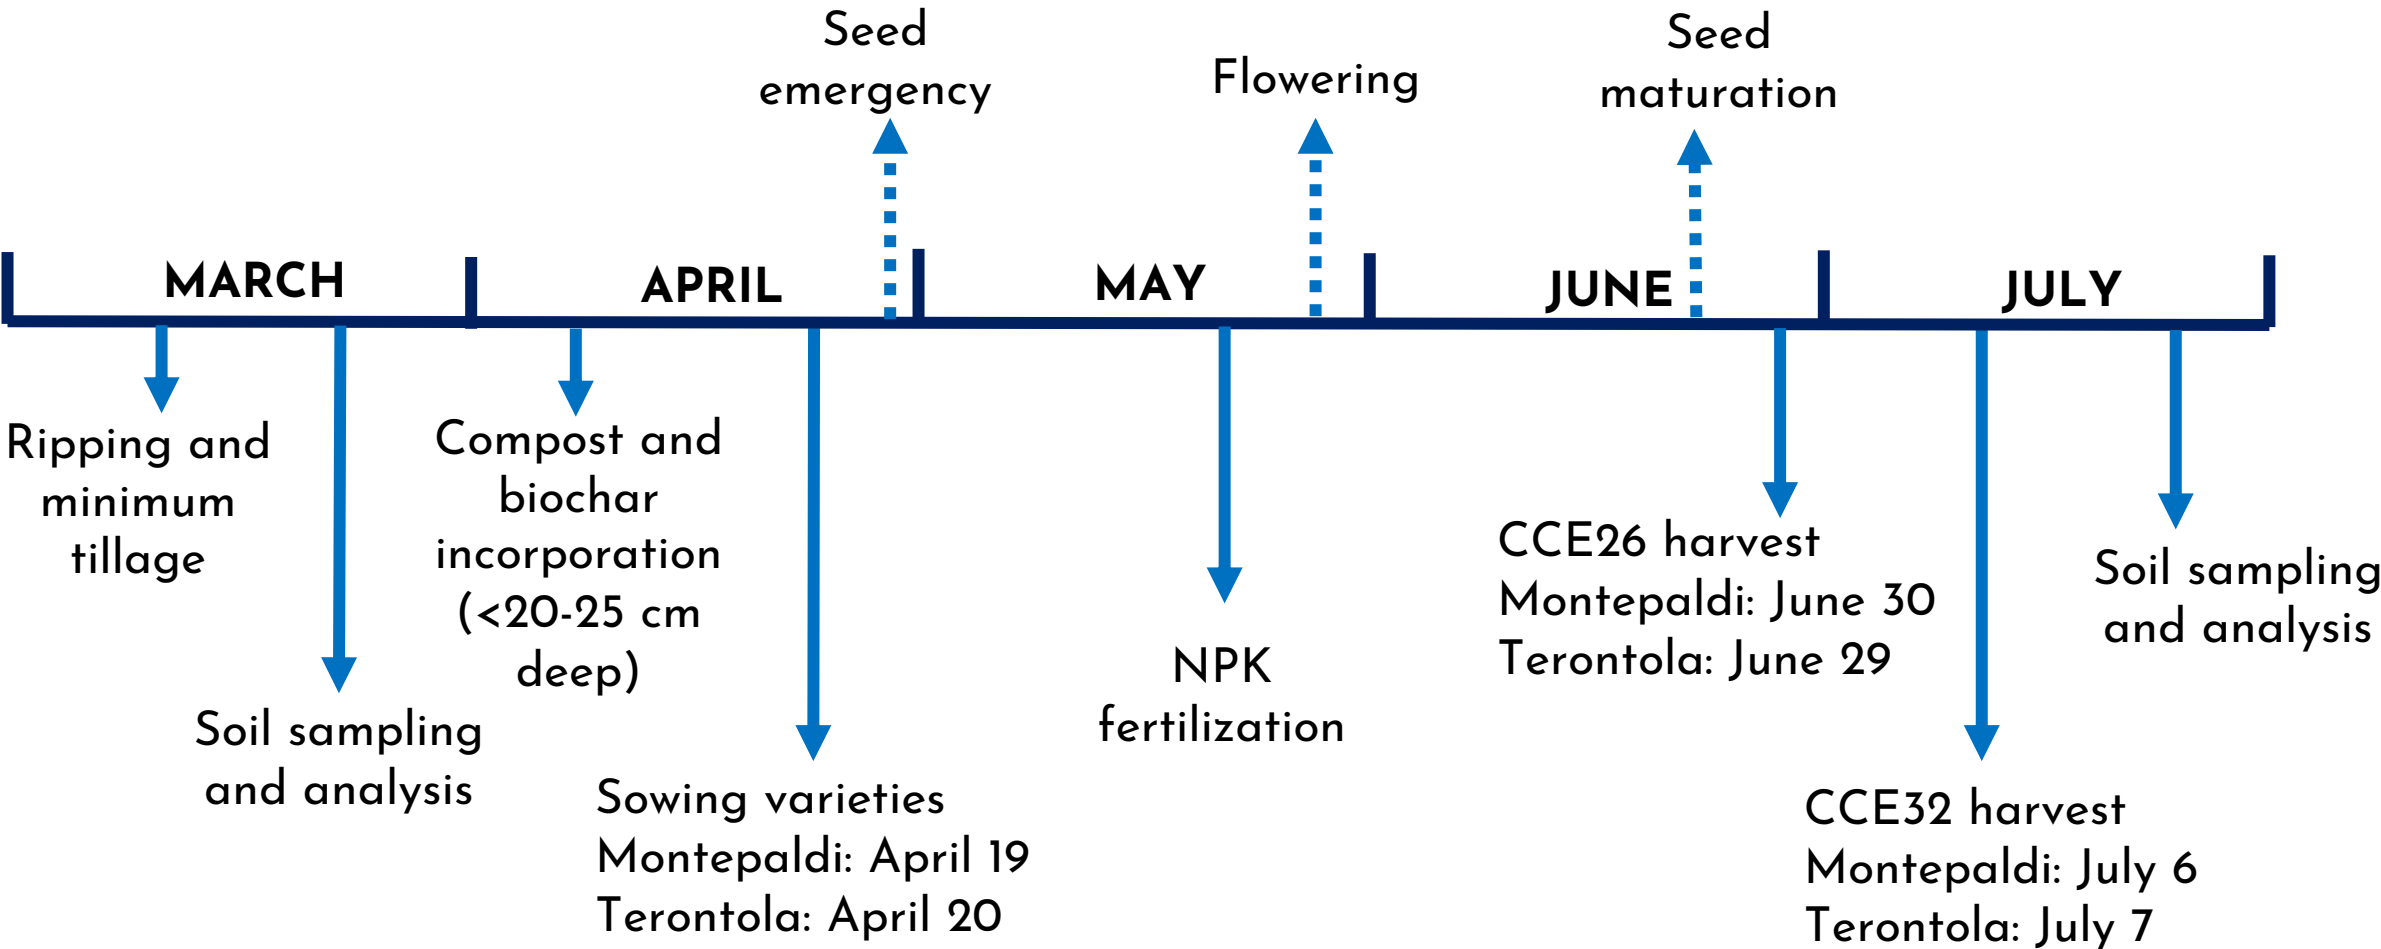 Seed
emergency
Flowering
Seed
maturation
MARCH
APRIL
MAY
JUNE
JULY
Ripping and
minimum
tillage
Soil sampling
and analysis
Compost and
biochar
incorporation
(<20-25 cm
deep)
Sowing varieties
Montepaldi: April 19
Terontola: April 20
NPK
fertilization
CCE26 harvest
Montepaldi: June 30
Terontola: June 29
CCE32 harvest
Montepaldi: July 6
Terontola: July 7
Soil sampling
and analysis